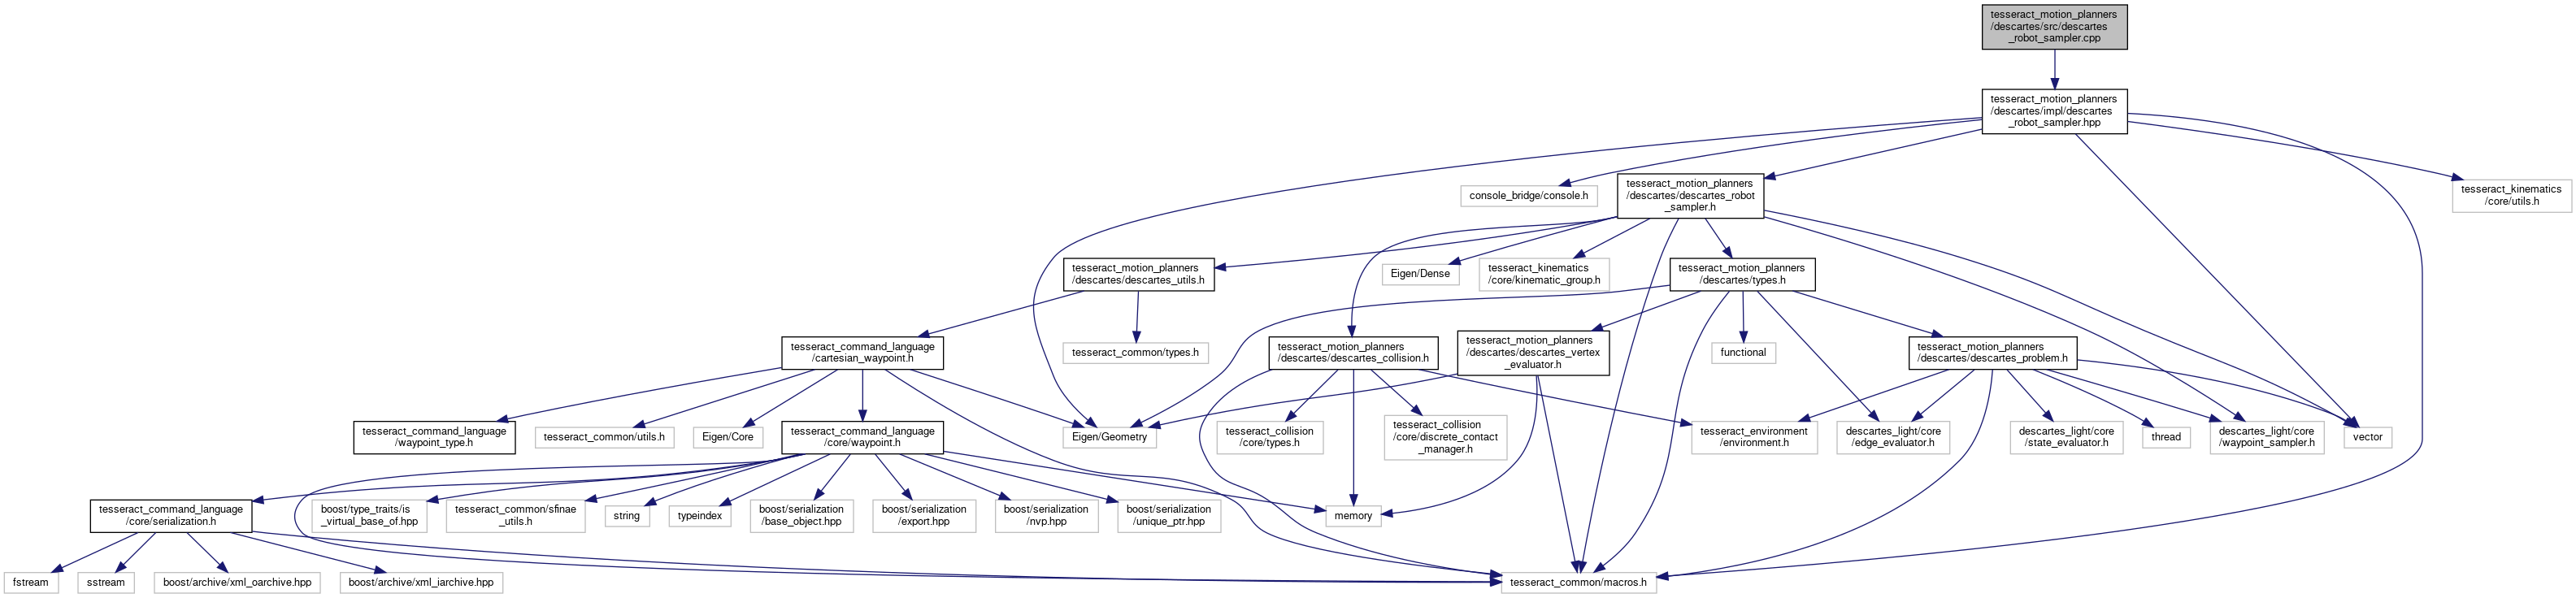 tesseract_motion_planners
/descartes/src/descartes
_robot_sampler.cpp
tesseract_motion_planners
/descartes/impl/descartes
_robot_sampler.hpp
console_bridge/console.h
tesseract_motion_planners
/descartes/descartes_robot
_sampler.h
tesseract_kinematics
/core/utils.h
tesseract_motion_planners
/descartes/descartes_utils.h
Eigen/Dense
tesseract_kinematics
/core/kinematic_group.h
tesseract_motion_planners
/descartes/types.h
tesseract_command_language
/cartesian_waypoint.h
tesseract_common/types.h
tesseract_motion_planners
/descartes/descartes_collision.h
tesseract_motion_planners
/descartes/descartes_vertex
_evaluator.h
functional
tesseract_motion_planners
/descartes/descartes_problem.h
tesseract_command_language
/waypoint_type.h
tesseract_common/utils.h
Eigen/Core
tesseract_command_language
/core/waypoint.h
Eigen/Geometry
tesseract_collision
/core/types.h
tesseract_collision
/core/discrete_contact
_manager.h
tesseract_environment
/environment.h
descartes_light/core
/edge_evaluator.h
descartes_light/core
/state_evaluator.h
thread
descartes_light/core
/waypoint_sampler.h
vector
tesseract_command_language
/core/serialization.h
boost/type_traits/is
_virtual_base_of.hpp
tesseract_common/sfinae
_utils.h
string
typeindex
boost/serialization
/base_object.hpp
boost/serialization
/export.hpp
boost/serialization
/nvp.hpp
boost/serialization
/unique_ptr.hpp
memory
fstream
sstream
boost/archive/xml_oarchive.hpp
boost/archive/xml_iarchive.hpp
tesseract_common/macros.h